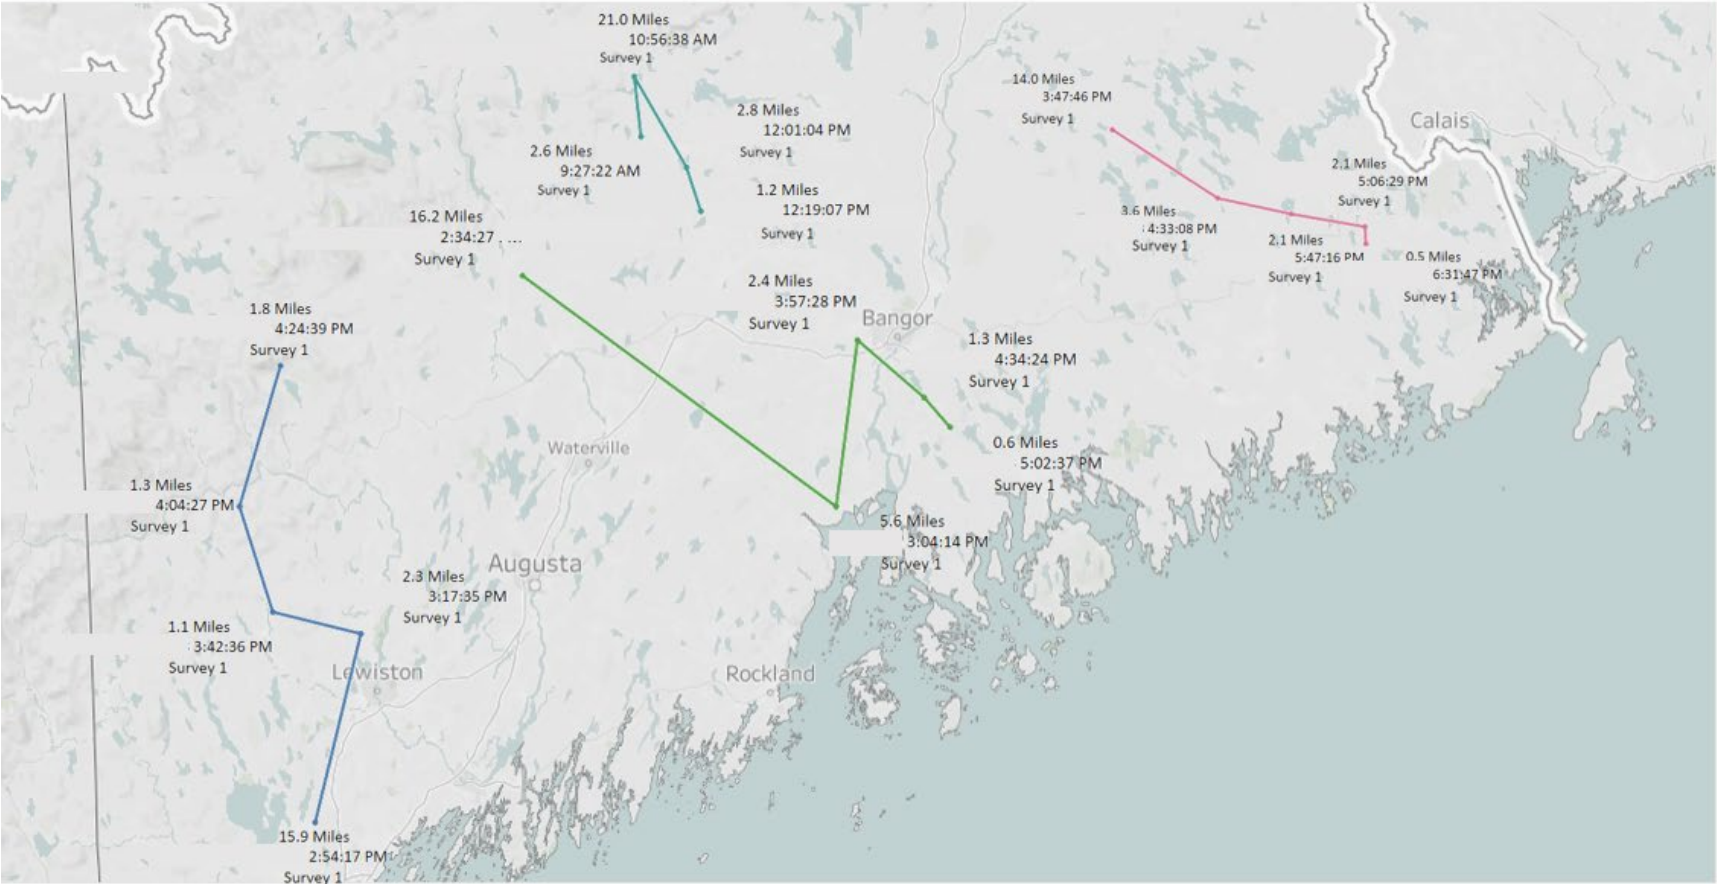 21.0 Miles
10:56:38 AM
Survey 1
14.0 Miles
3:47:46 PM
Survey 1
2.8 Miles
12:01:04 PM
Survey 1
Calais
2.6 Miles
9:27:22 AM
Survey 1
2.1 Miles
5:06:29 PM
Survey 1
1.2 Miles
12:19:07 PM
Survey 1
16.2 Miles
2:34:27 . ...
Survey 1
3.6 Miles
4:33:08 PM
Survey 1
2.1 Miles
5:47:16 PM
Survey 1
0.5 Miles
6:31:47 PM
Survey 1
2.4 Miles
3:57:28 PM
Survey 1
Bangor
1.8 Miles
4:24:39 PM
Survey 1
1.3 Miles
4:34:24 PM
Survey 1
Waterville
0.6 Miles
5:02:37 PM
Survey 1
1.3 Miles
4:04:27 PM
Survey 1
5.6 Miles
3:04:14 PM
Survey 1
Augusta
2.3 Miles
3:17:35 PM
Survey 1
1.1 Miles
3:42:36 PM
Survey 1
Lewiston
Rockland
15.9 Miles
2:54:17 PM
Survey 1